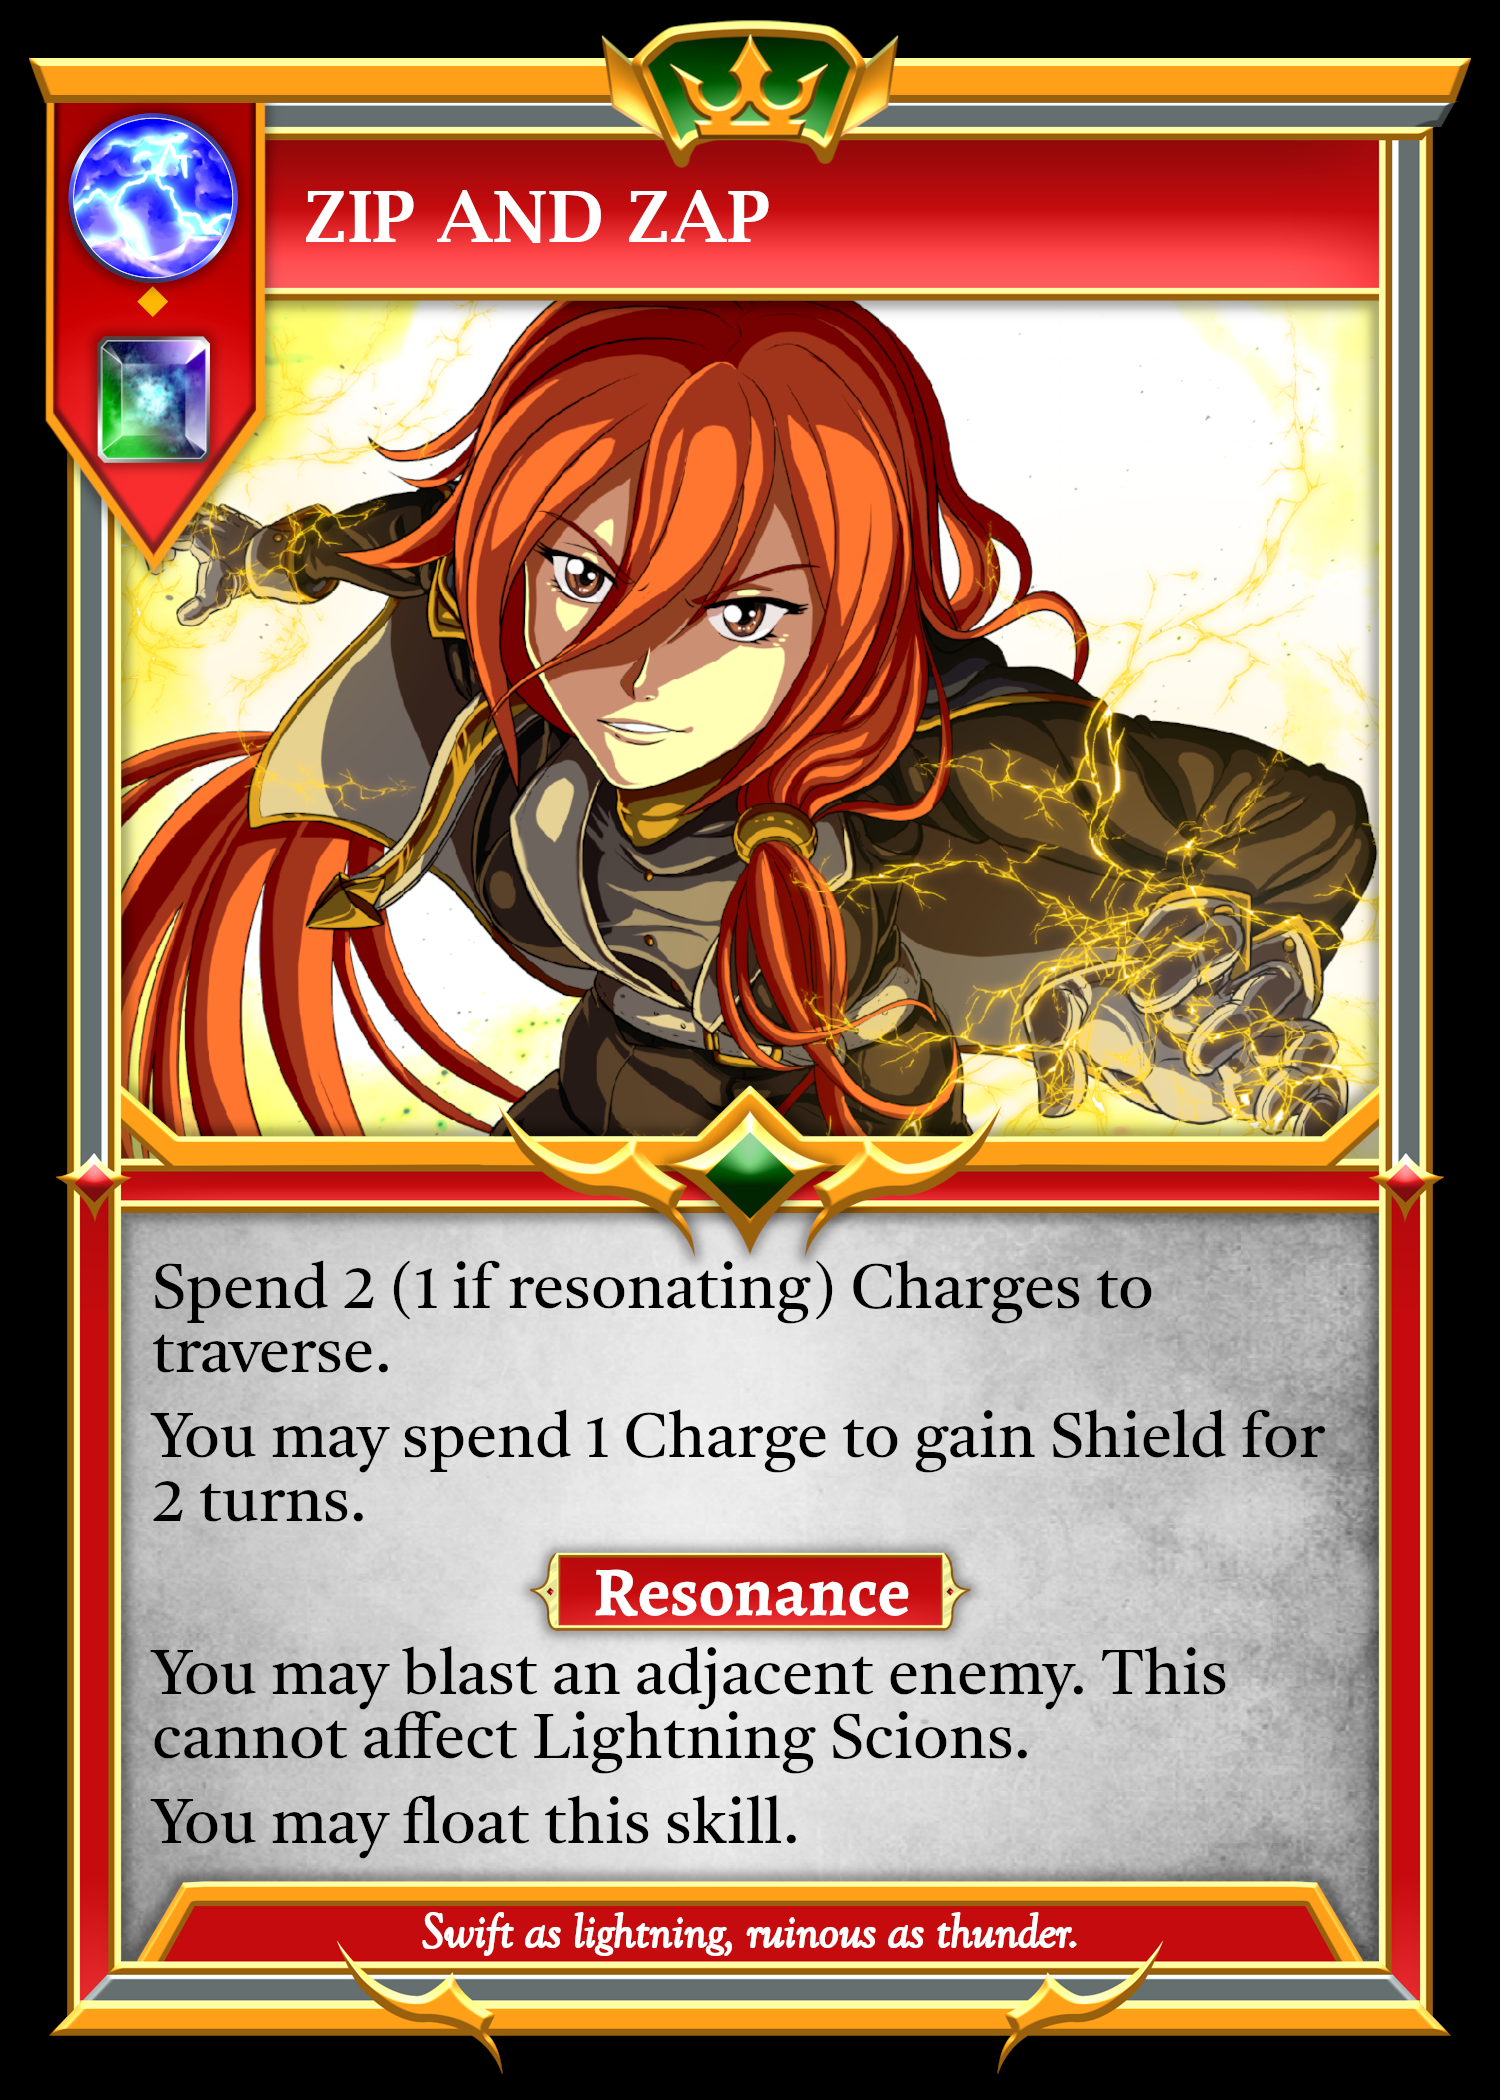 ZIP AND ZAP
Spend 2 (1 if resonating) Charges to
traverse.
You may spend 1 Charge to gain Shield for
2 turns.
Resonance
You may blast an adjacent enemy. This
cannot affect Lightning Scions.
You may float this skill.
Swift as lightning, ruinous as thunder.